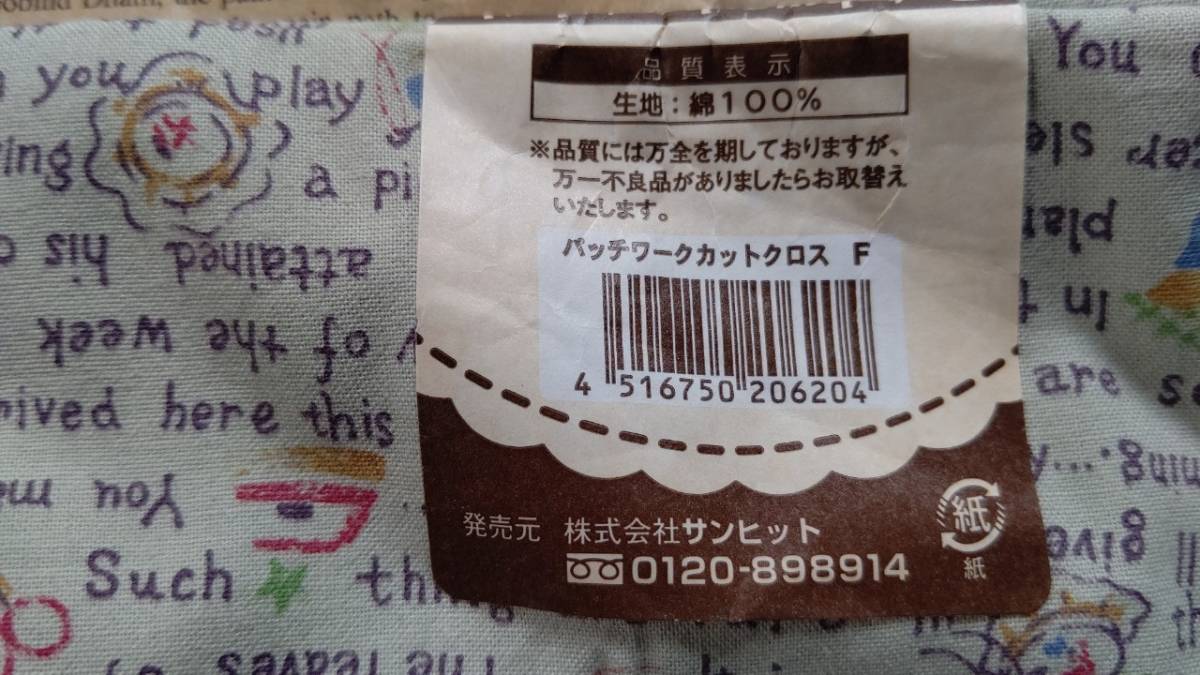 you play
a pi
attained his
week the of
here this
You
Such
the leaves of
You
are
品質表示
生地：綿100%
※品質には万全を期しておりますが、
万一不良品がありましたらお取替え
いたします。
パッチワークカットクロス F
4 516750 206204
発売元 株式会社サンヒット
0120-898914
紙
紙